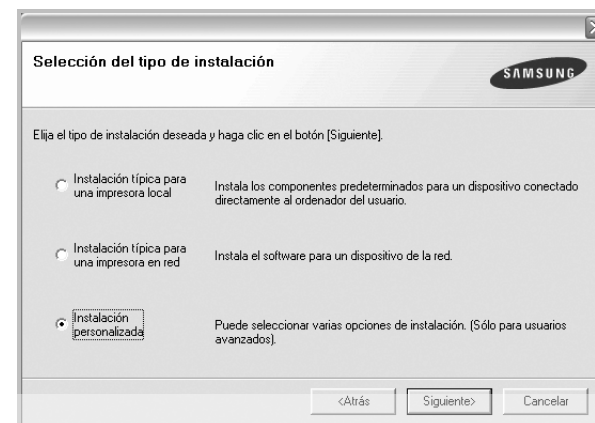 Selección del tipo de instalación
SAMSUNG
Elija el tipo de instalación deseada y haga clic en el botón [Siguiente].
Instalación típica para
una impresora local
Instala los componentes predeterminados para un dispositivo conectado
directamente al ordenador del usuario.
Instalación típica para
una impresora en red
Instala el software para un dispositivo de la red.
Instalación
personalizada
Puede seleccionar varias opciones de instalación. (Sólo para usuarios
avanzados).
<Atrás
Siguiente>
Cancelar